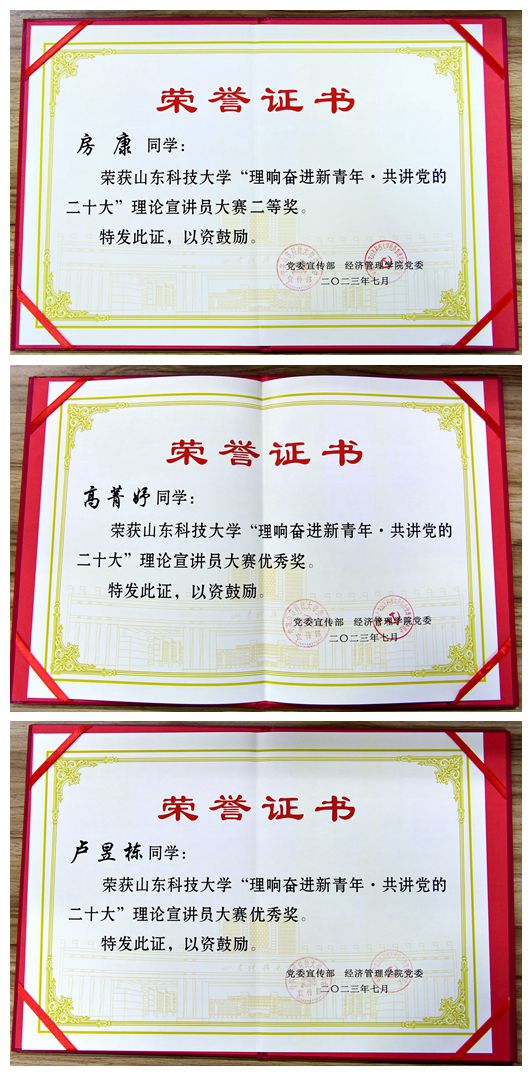 荣誉证书
房 康 同学：
荣获山东科技大学“理响奋进新青年·共讲党的
二十大”理论宣讲员大赛二等奖。
特发此证，以资鼓励。
党委宣传部 经济管理学院党委
二〇二三年七月
荣誉证书
高菁妤同学：
荣获山东科技大学“理响奋进新青年·共讲党的
二十大”理论宣讲员大赛优秀奖。
特发此证，以资鼓励。
党委宣传部 经济管理学院党委
二〇二三年七月
荣誉证书
卢昱栋同学：
荣获山东科技大学“理响奋进新青年·共讲党的
二十大”理论宣讲员大赛优秀奖。
特发此证，以资鼓励。
党委宣传部 经济管理学院党委
二〇二三年七月